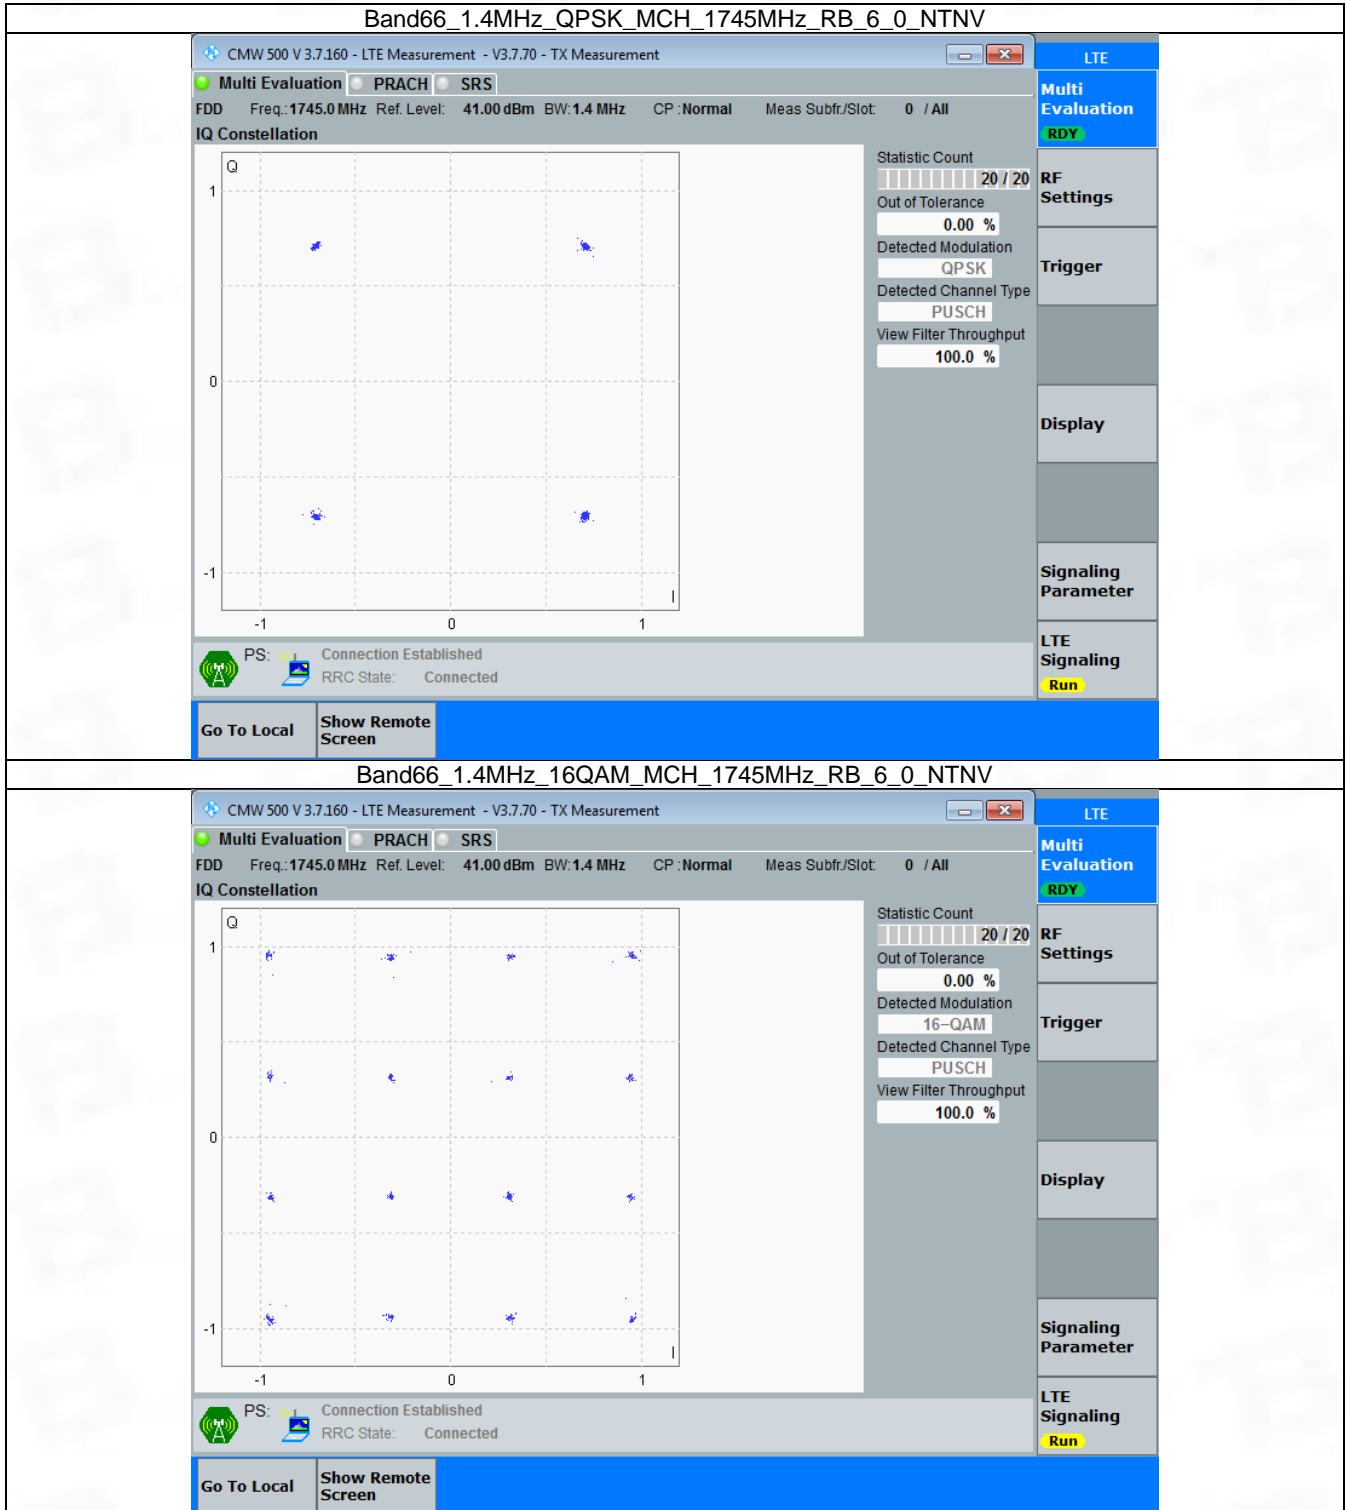 Band66_1.4MHz_QPSK_MCH_1745MHz_RB_6_0_NTNV
CMW 500 V 3.7.160 - LTE Measurement - V3.7.70 - TX Measurement
LTE
Multi Evaluation PRACH SRS
Multi
Evaluation
RDY
FDD Freq.:1745.0 MHz Ref. Level: 41.00 dBm BW:1.4 MHz CP :Normal Meas Subfr./Slot: 0 / All
IQ Constellation
Q
1
0
-1
I
-1 0 1
Statistic Count
20 / 20
Out of Tolerance
0.00 %
Detected Modulation
QPSK
Detected Channel Type
PUSCH
View Filter Throughput
100.0 %
RF
Settings
Trigger
Display
Signaling
Parameter
LTE
Signaling
Run
PS: Connection Established
RRC State: Connected
Go To Local
Show Remote
Screen
Band66_1.4MHz_16QAM_MCH_1745MHz_RB_6_0_NTNV
CMW 500 V 3.7.160 - LTE Measurement - V3.7.70 - TX Measurement
LTE
Multi Evaluation PRACH SRS
Multi
Evaluation
RDY
FDD Freq.:1745.0 MHz Ref. Level: 41.00 dBm BW:1.4 MHz CP :Normal Meas Subfr./Slot: 0 / All
IQ Constellation
Q
1
0
-1
I
-1 0 1
Statistic Count
20 / 20
Out of Tolerance
0.00 %
Detected Modulation
16-QAM
Detected Channel Type
PUSCH
View Filter Throughput
100.0 %
RF
Settings
Trigger
Display
Signaling
Parameter
LTE
Signaling
Run
PS: Connection Established
RRC State: Connected
Go To Local
Show Remote
Screen